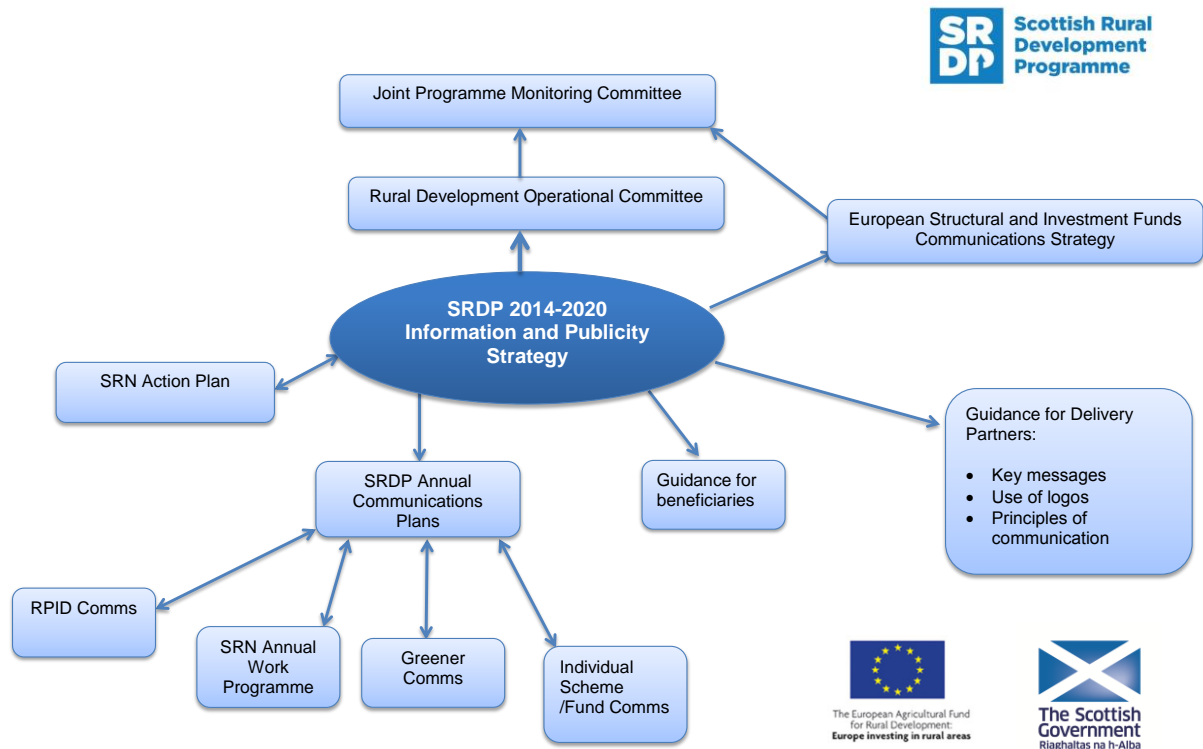 SR
DP
Scottish Rural
Development
Programme
Joint Programme Monitoring Committee
Rural Development Operational Committee
European Structural and Investment Funds
Communications Strategy
SRDP 2014-2020
Information and Publicity
Strategy
SRN Action Plan
Guidance for Delivery
Partners:
• Key messages
• Use of logos
• Principles of
communication
SRDP Annual
Communications
Plans
Guidance for
beneficiaries
RPID Comms
SRN Annual
Work
Programme
Greener
Comms
Individual
Scheme
/Fund Comms
The European Agricultural Fund
for Rural Development:
Europe investing in rural areas
The Scottish
Government
Riaghaltas na h-Alba